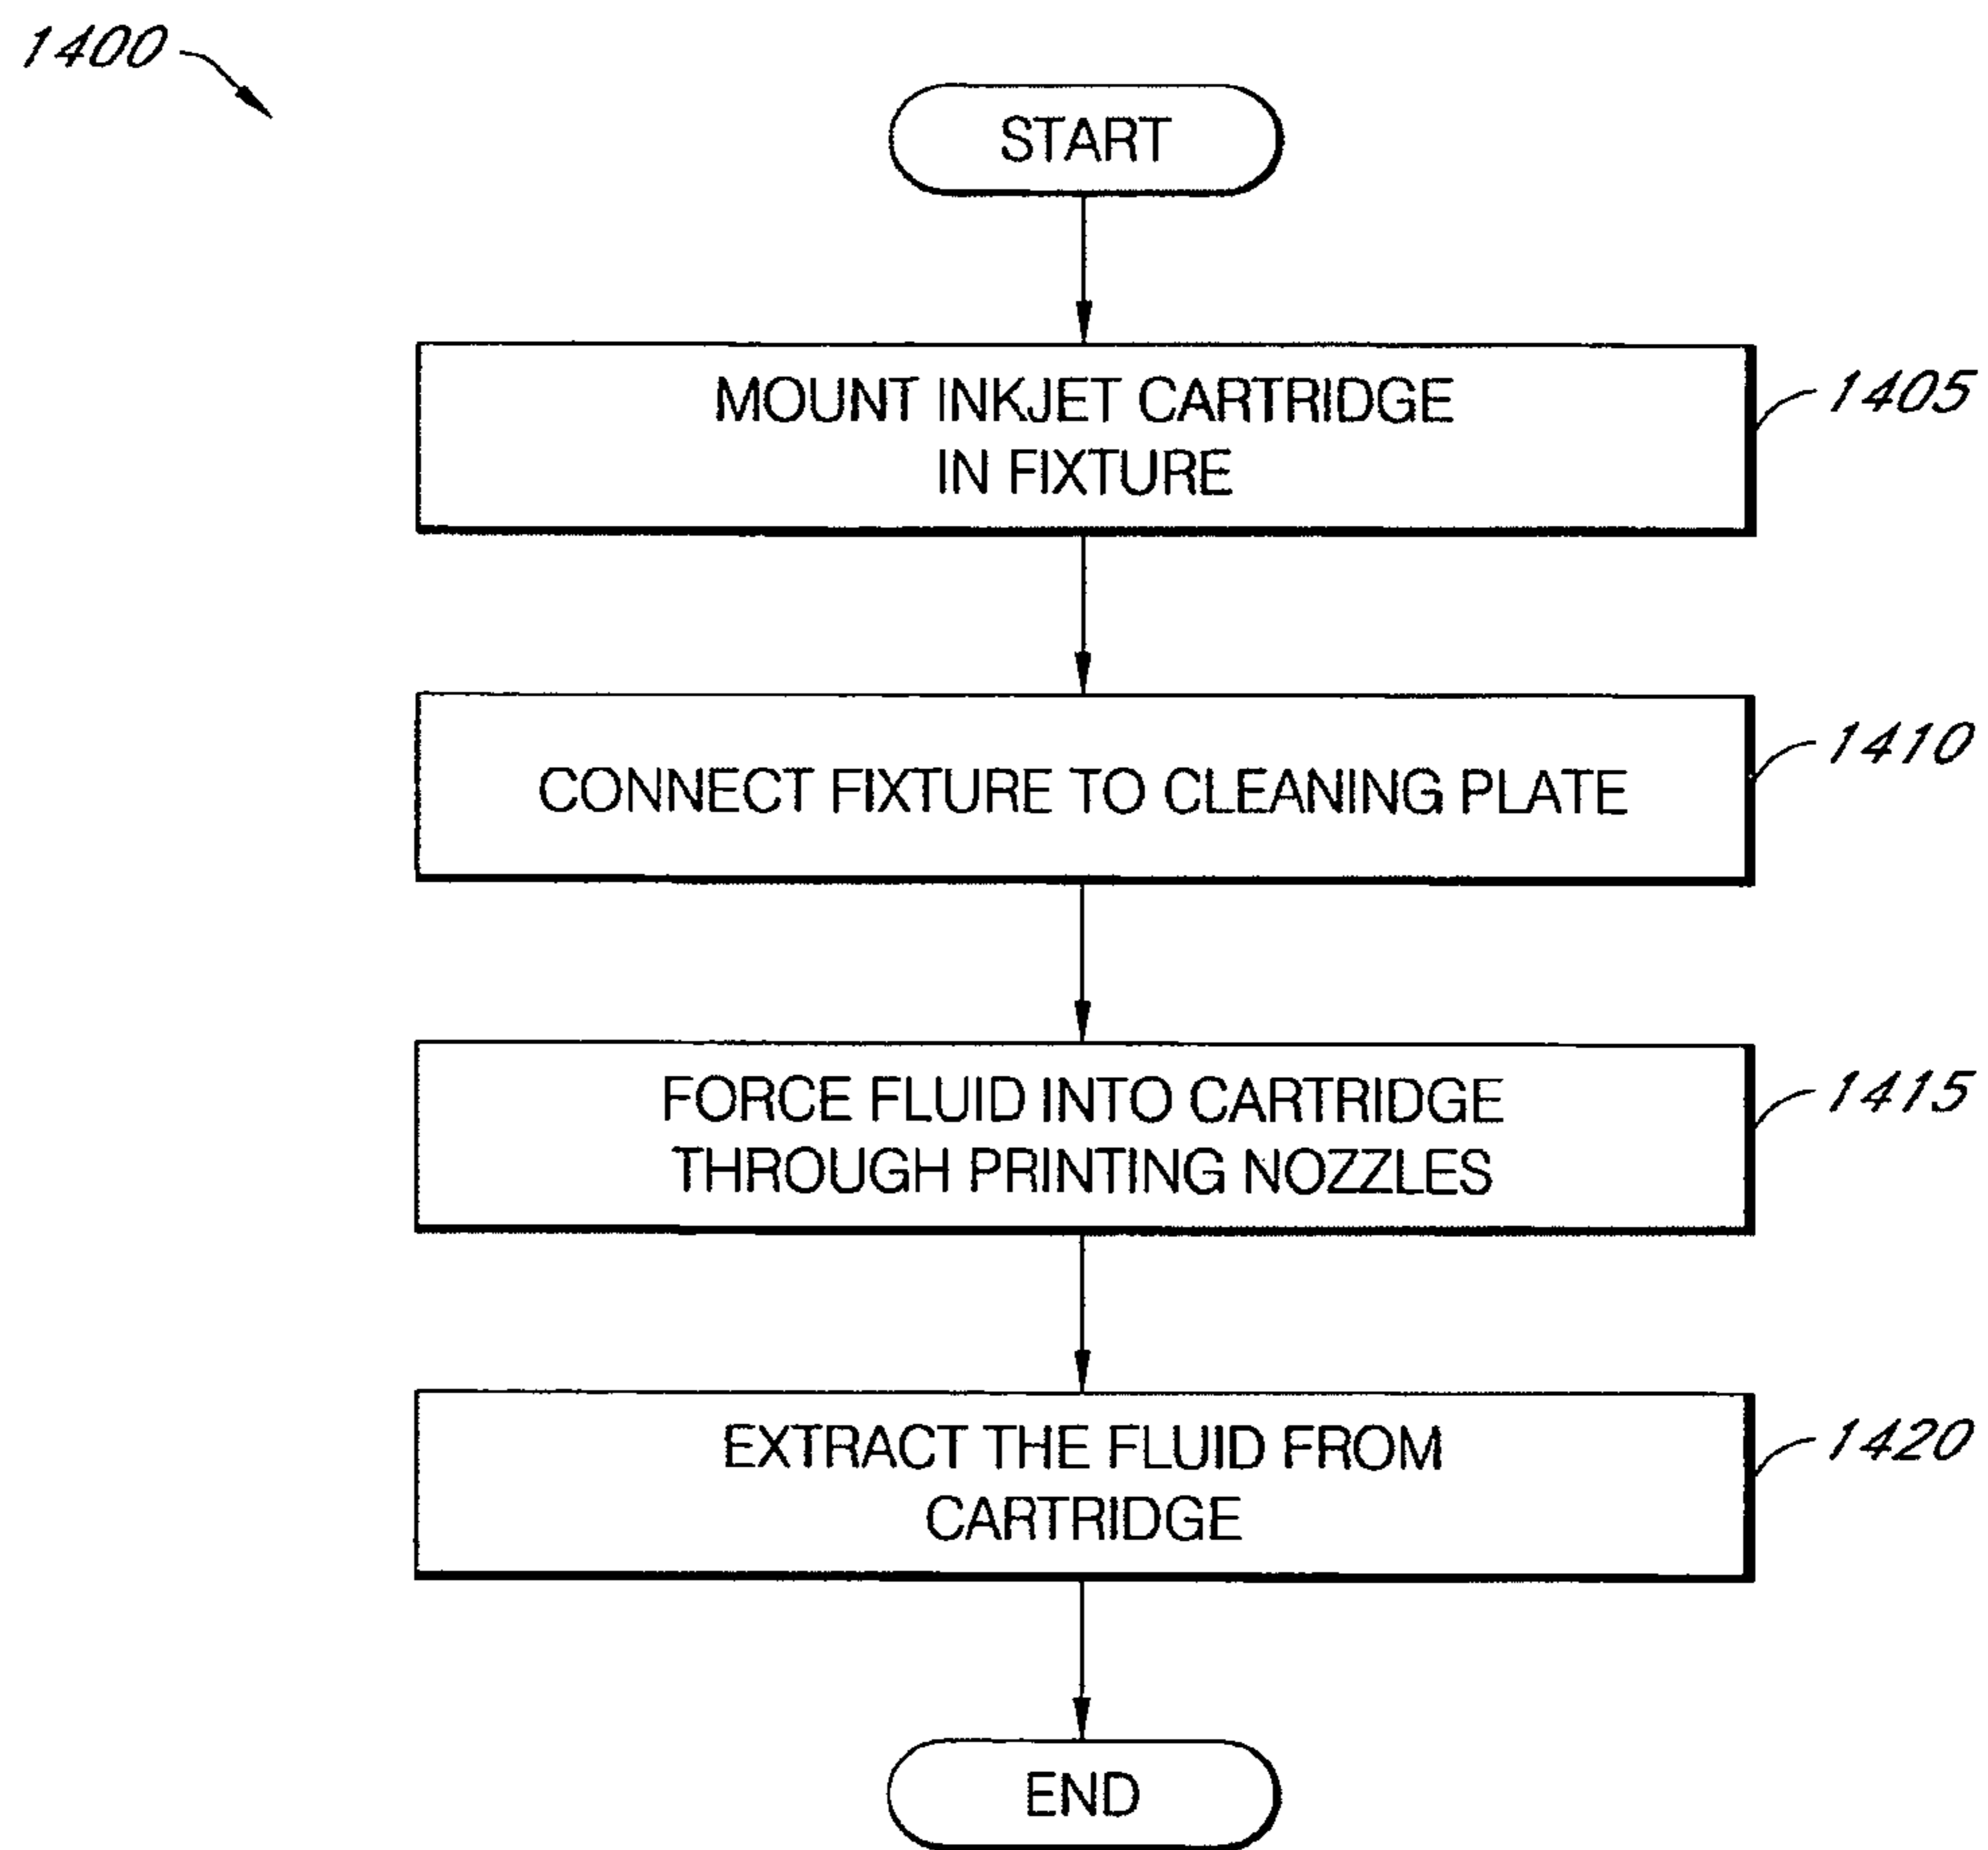 1400
START
MOUNT INKJET CARTRIDGE
IN FIXTURE
1405
CONNECT FIXTURE TO CLEANING PLATE
1410
FORCE FLUID INTO CARTRIDGE
THROUGH PRINTING NOZZLES
1415
EXTRACT THE FLUID FROM
CARTRIDGE
1420
END